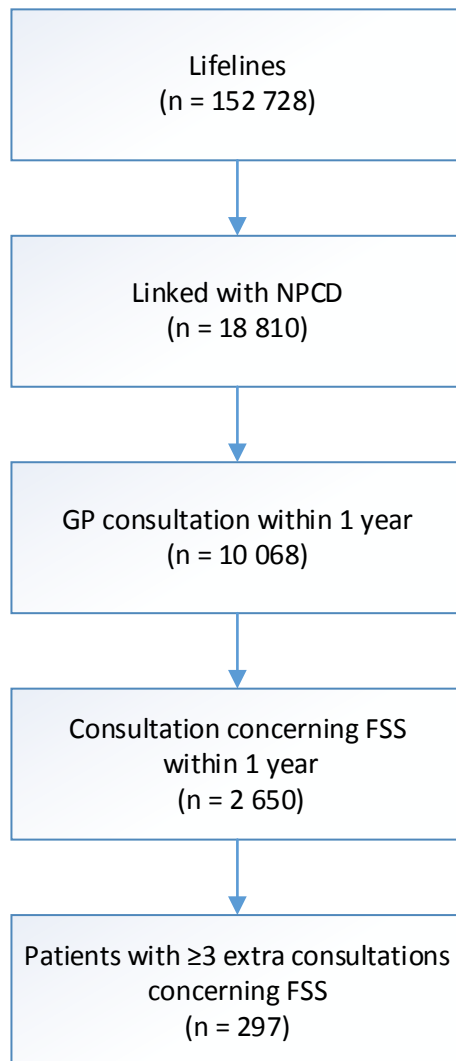 Lifelines
(n = 152 728)
Linked with NPCD
(n = 18 810)
GP consultation within 1 year
(n = 10 068)
Consultation concerning FSS
within 1 year
(n = 2 650)
Patients with ≥3 extra consultations
concerning FSS
(n = 297)